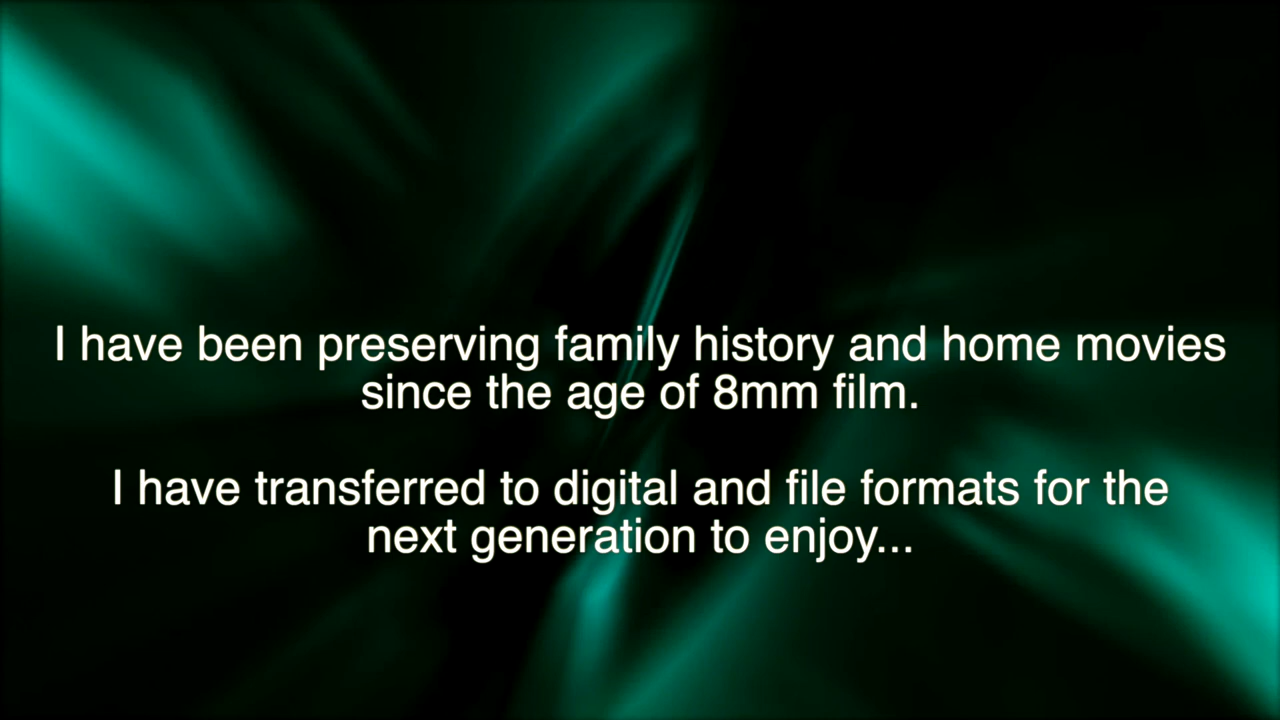 I have been preserving family history and home movies
since the age of 8mm film.
I have transferred to digital and file formats for the
next generation to enjoy...